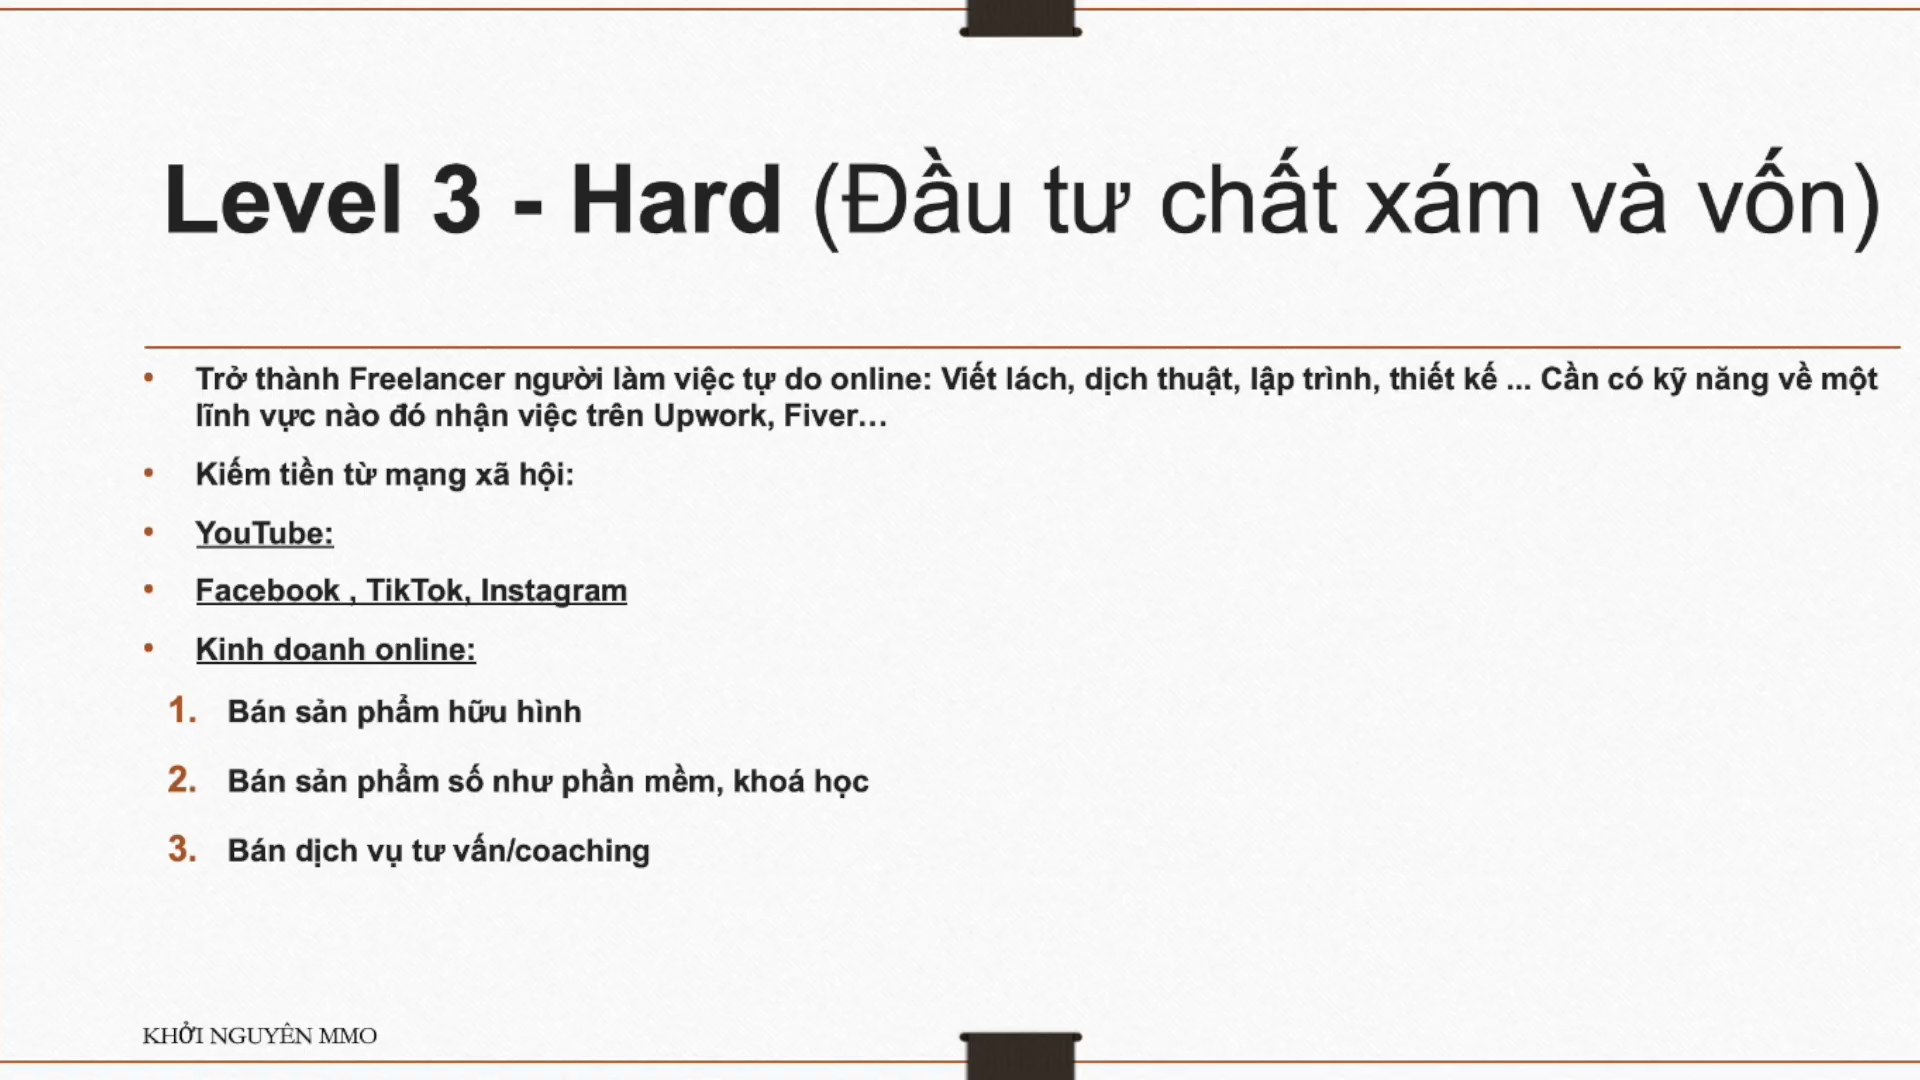 Level 3 - Hard (Đầu tư chất xám và vốn)
• Trở thành Freelancer người làm việc tự do online: Viết lách, dịch thuật, lập trình, thiết kế ... Cần có kỹ năng về một
lĩnh vực nào đó nhận việc trên Upwork, Fiver…
• Kiếm tiền từ mạng xã hội:
• YouTube:
• Facebook , TikTok, Instagram
• Kinh doanh online:
1. Bán sản phẩm hữu hình
2. Bán sản phẩm số như phần mềm, khoá học
3. Bán dịch vụ tư vấn/coaching
KHỞI NGUYÊN MMO